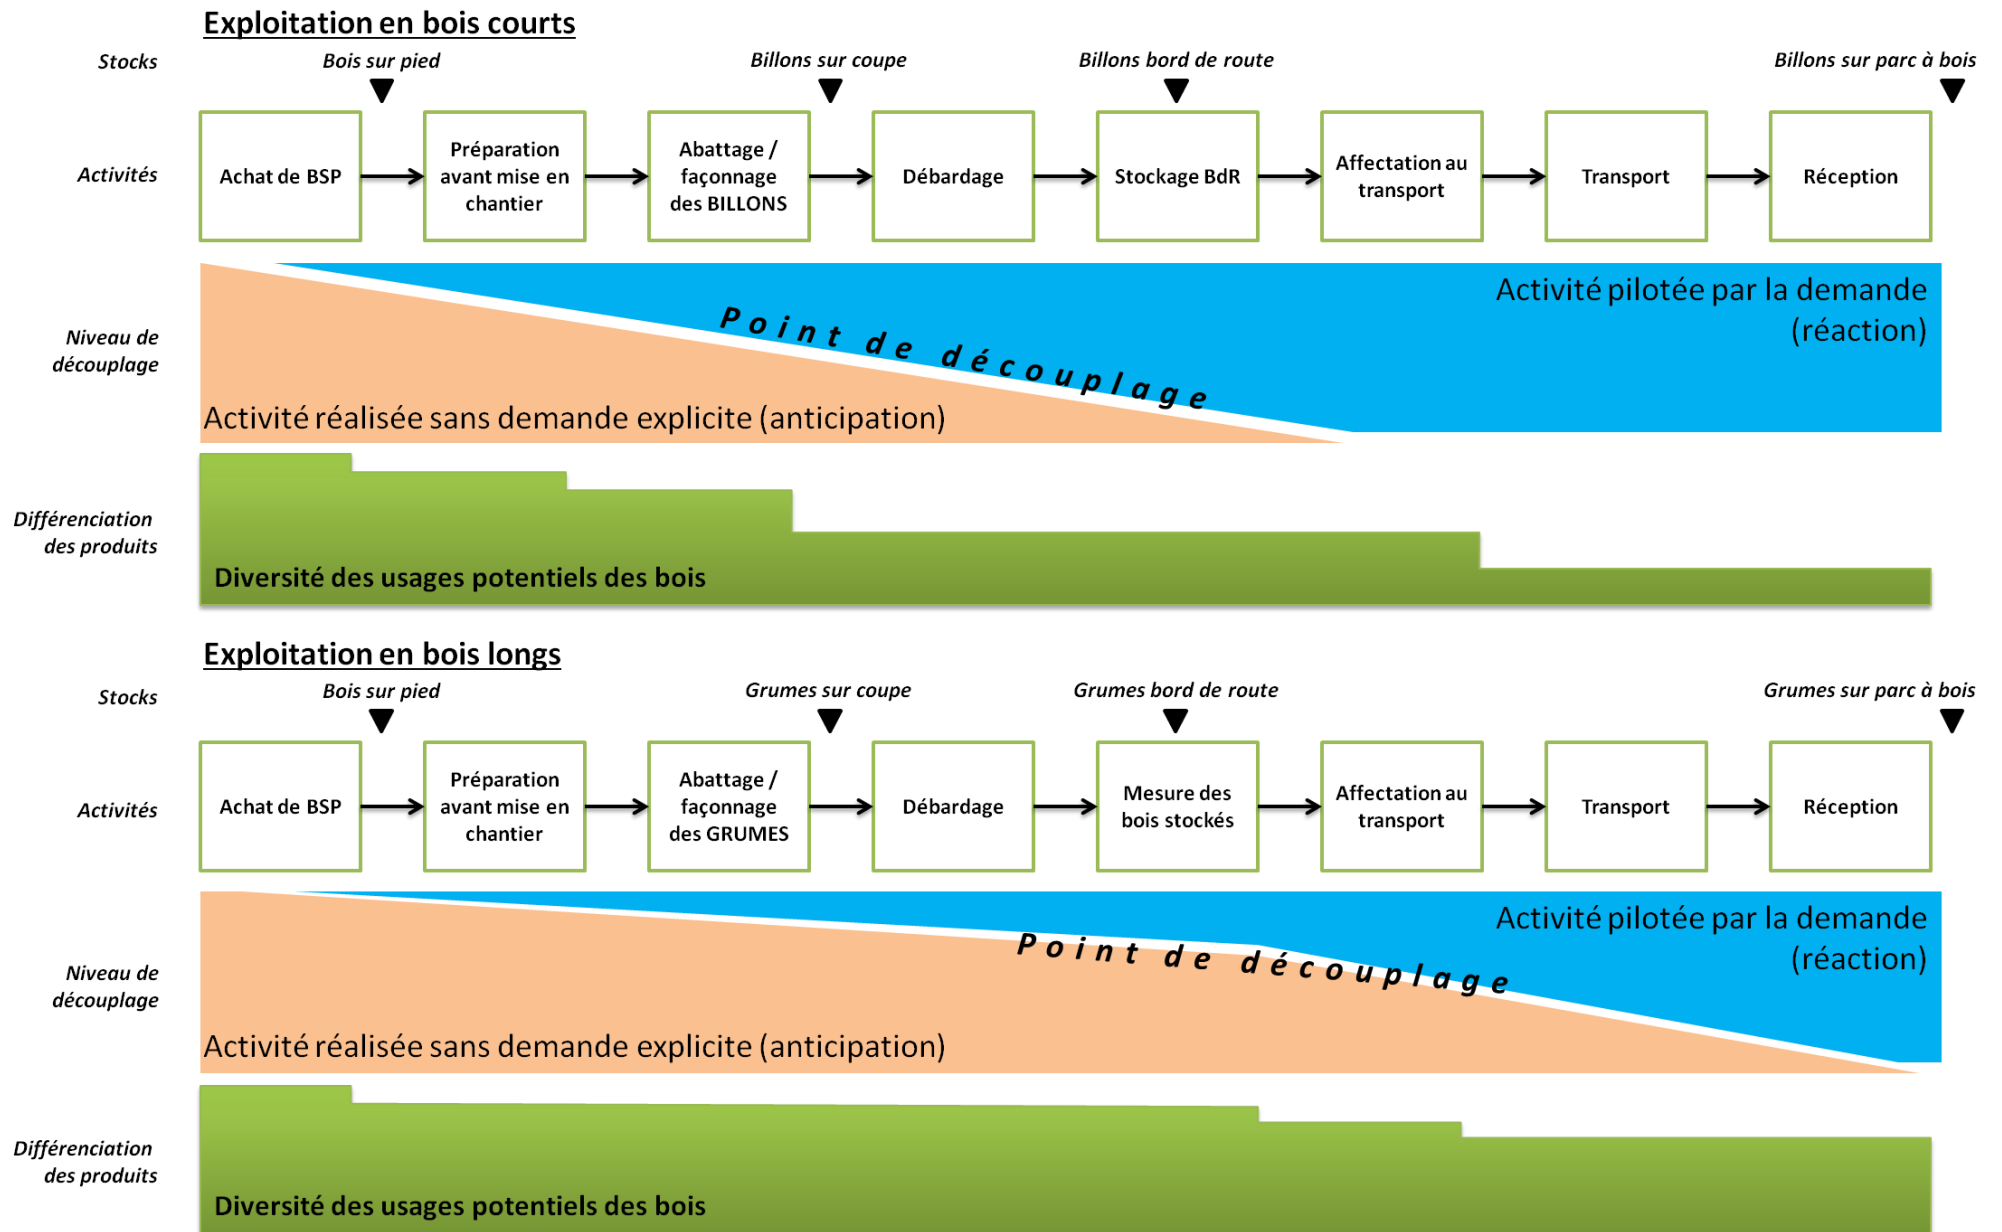 Exploitation en bois courts
Stocks
Bois sur pied
Billons sur coupe
Billons bord de route
Billons sur parc à bois
Activités
Achat de BSP
Préparation
avant mise en
chantier
Abattage /
façonnage
des BILLONS
Débardage
Stockage BdR
Affectation au
transport
Transport
Réception
Niveau de
découplage
Activité pilotée par la demande
(réaction)
Point de découplage
Activité réalisée sans demande explicite (anticipation)
Différenciation
des produits
Diversité des usages potentiels des bois
Exploitation en bois longs
Stocks
Bois sur pied
Grumes sur coupe
Grumes bord de route
Grumes sur parc à bois
Activités
Achat de BSP
Préparation
avant mise en
chantier
Abattage /
façonnage
des GRUMES
Débardage
Mesure des
bois stockés
Affectation au
transport
Transport
Réception
Niveau de
découplage
Activité pilotée par la demande
(réaction)
Point de découplage
Activité réalisée sans demande explicite (anticipation)
Différenciation
des produits
Diversité des usages potentiels des bois